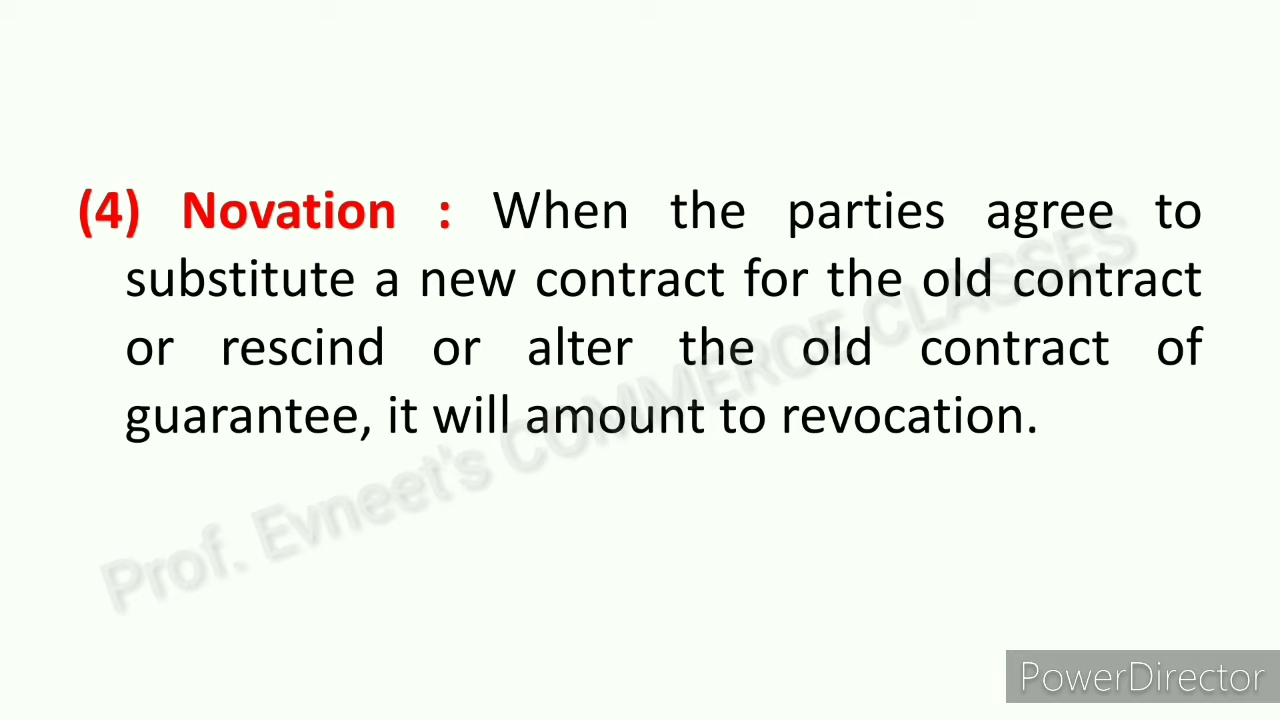 (4) Novation : When the parties agree to
substitute a new contract for the old contract
or rescind or alter the old contract of
guarantee, it will amount to revocation.
Prof. Evneet's COMMERCE CLASSES
PowerDirector